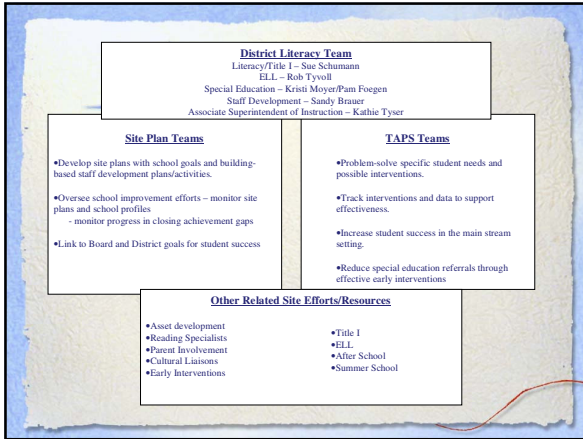 District Literacy Team
Literacy/Title I – Sue Schumann
ELL – Rob Tyvoll
Special Education – Kristi Moyer/Pam Foegen
Staff Development – Sandy Brauer
Associate Superintendent of Instruction – Kathie Tyser
Site Plan Teams
•Develop site plans with school goals and building-
based staff development plans/activities.
•Oversee school improvement efforts – monitor site
plans and school profiles
- monitor progress in closing achievement gaps
•Link to Board and District goals for student success
TAPS Teams
•Problem-solve specific student needs and
possible interventions.
•Track interventions and data to support
effectiveness.
•Increase student success in the main stream
setting.
•Reduce special education referrals through
effective early interventions
Other Related Site Efforts/Resources
•Asset development
•Reading Specialists
•Parent Involvement
•Cultural Liaisons
•Early Interventions
•Title I
•ELL
•After School
•Summer School